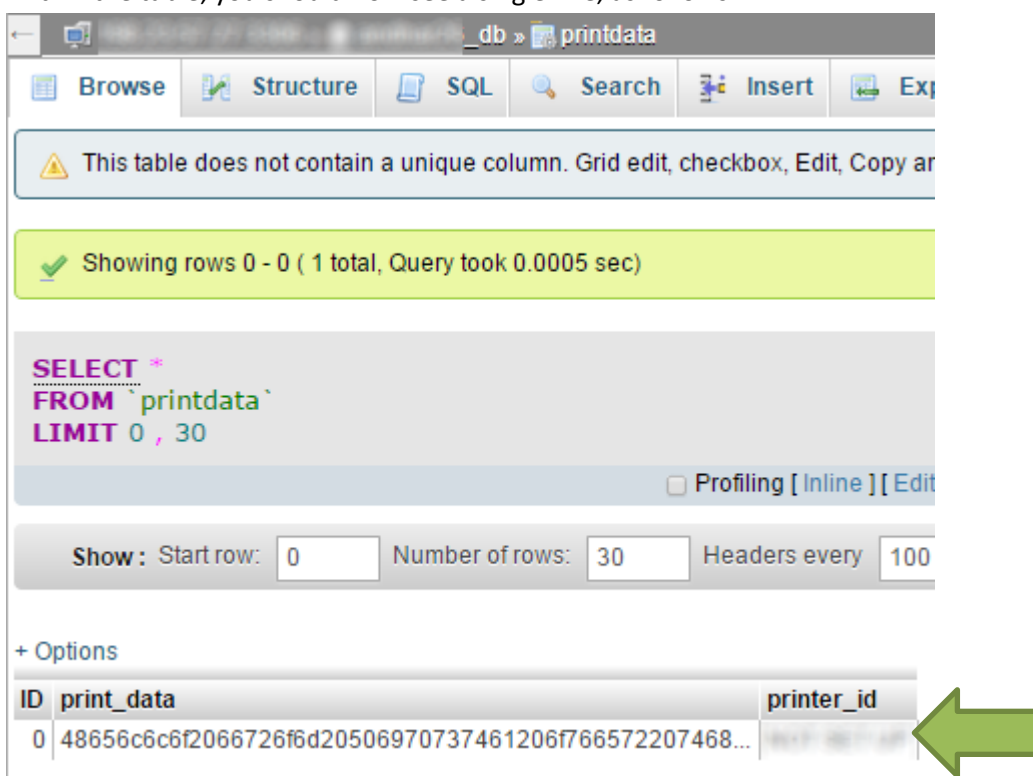 _db » printdata
Browse Structure SQL Search Insert Exp
This table does not contain a unique column. Grid edit, checkbox, Edit, Copy an
Showing rows 0 - 0 ( 1 total, Query took 0.0005 sec)
SELECT *
FROM `printdata`
LIMIT 0 , 30
Profiling [ Inline ] [ Edit
Show : Start row: 0 Number of rows: 30 Headers every 100
+ Options
ID print_data printer_id
0 48656c6c6f2066726f6d20506970737461206f766572207468...